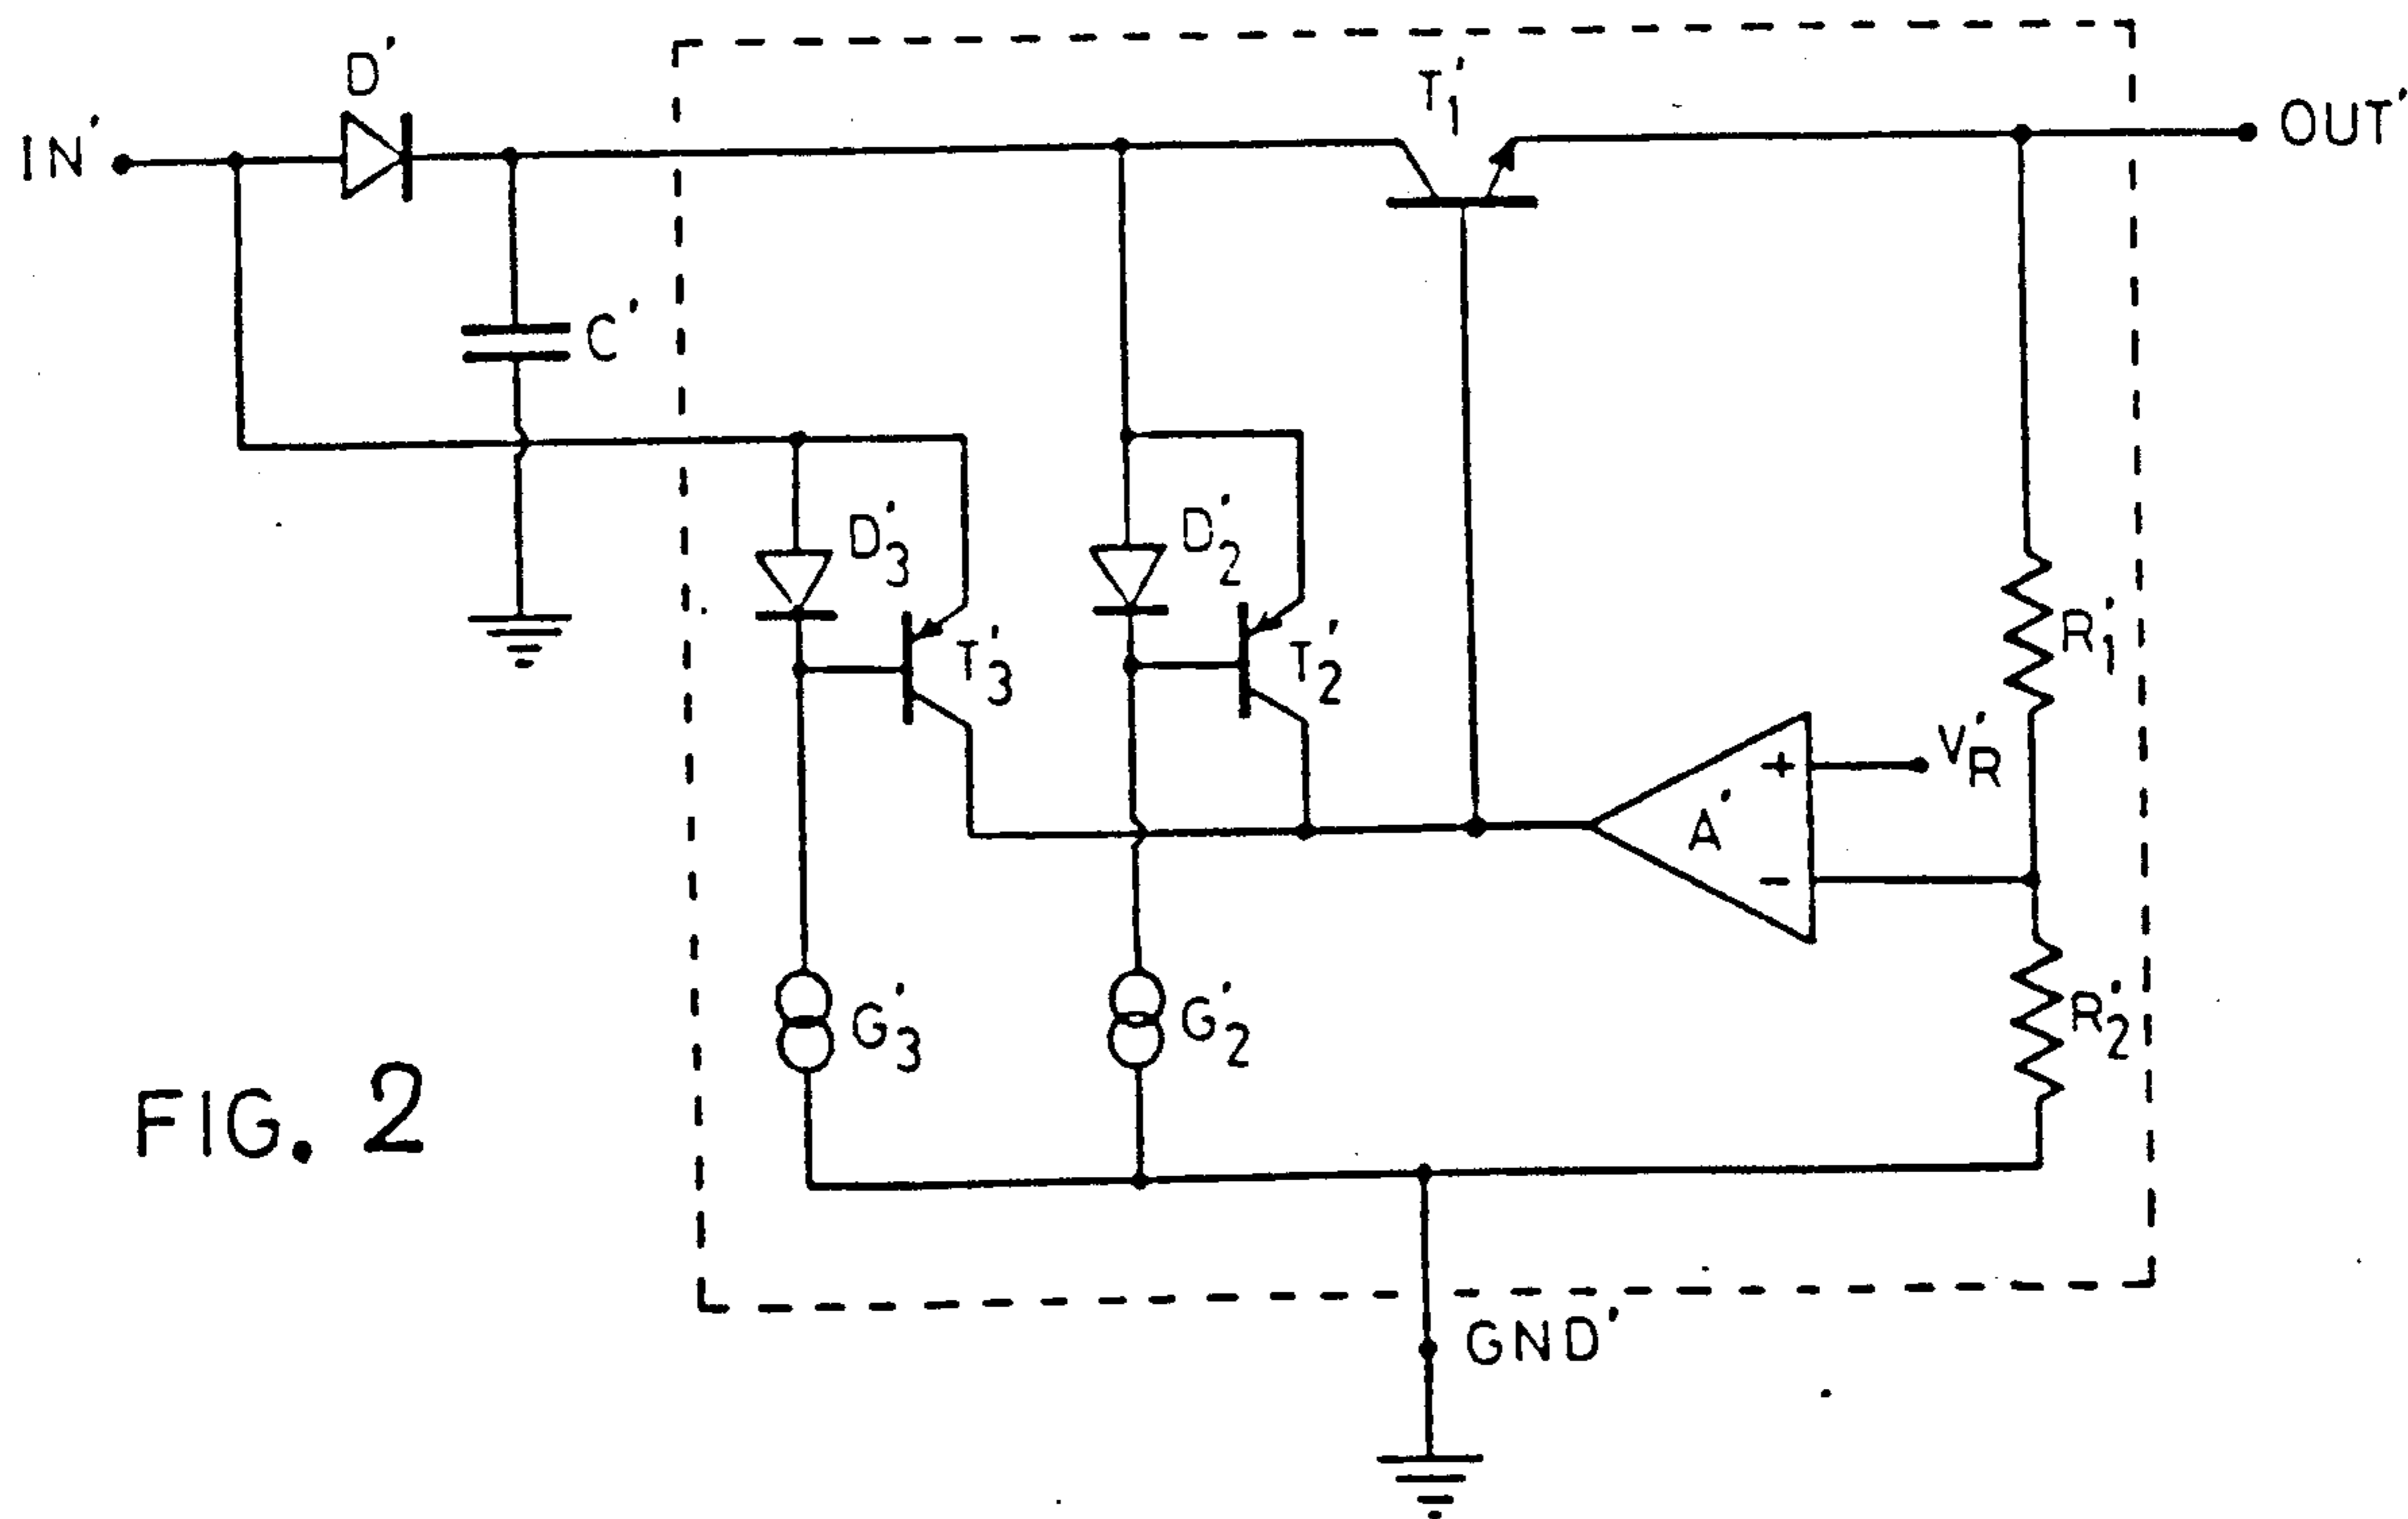 D'
T'1
IN'
OUT'
C'
D'3
D'2
T'3
T'2
R'1
+
V'R
A'
-
G'3
G'2
R'2
FIG. 2
GND'